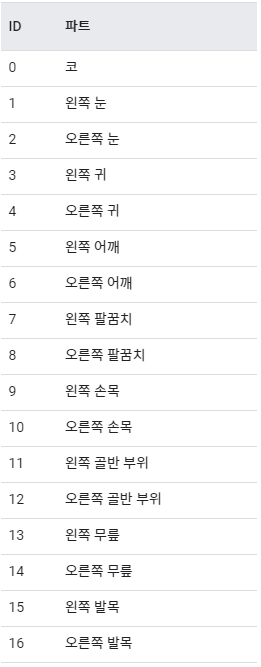 ID 파트
0 코
1 왼쪽 눈
2 오른쪽 눈
3 왼쪽 귀
4 오른쪽 귀
5 왼쪽 어깨
6 오른쪽 어깨
7 왼쪽 팔꿈치
8 오른쪽 팔꿈치
9 왼쪽 손목
10 오른쪽 손목
11 왼쪽 골반 부위
12 오른쪽 골반 부위
13 왼쪽 무릎
14 오른쪽 무릎
15 왼쪽 발목
16 오른쪽 발목